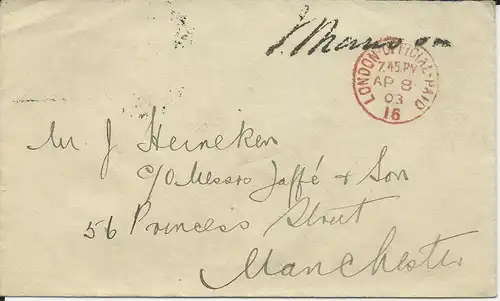 LONDON·OFFICIAL·PAID
7.45.PM
AP 8
03
16
Mr J Heineken
c/o Messrs Jaffé & Son
56 Princess Street
Manchester